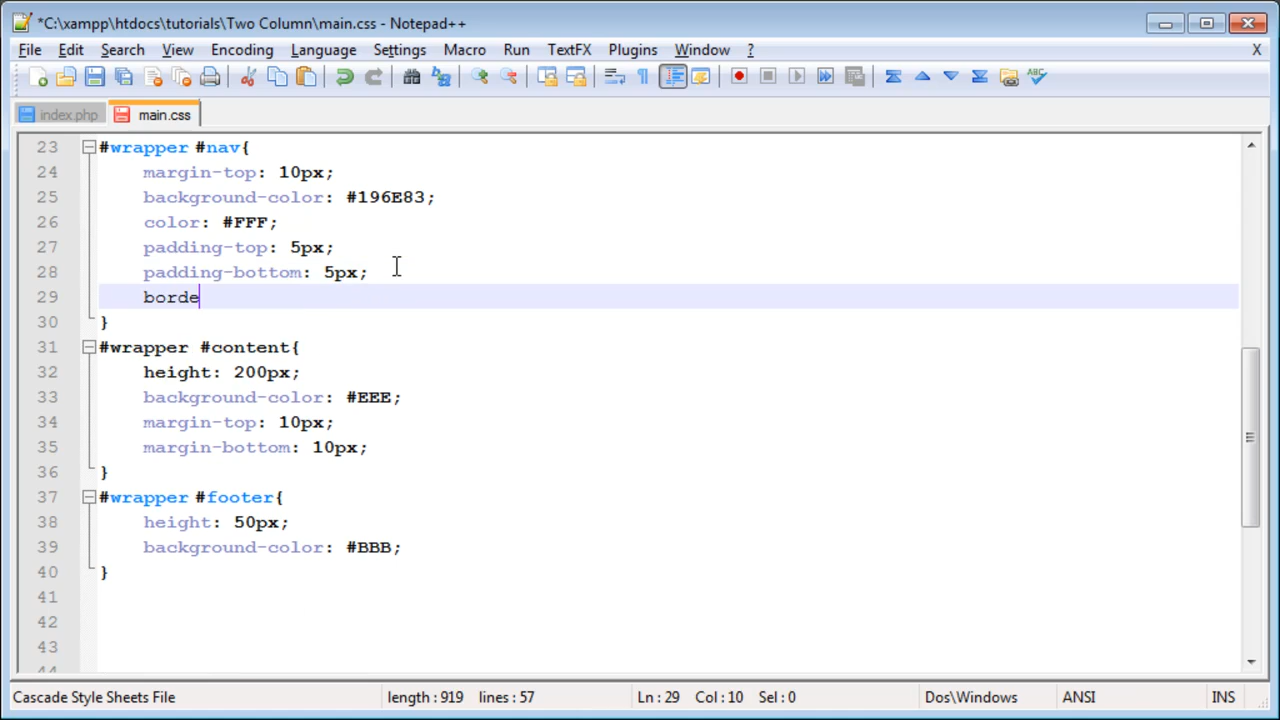 *C:\xampp\htdocs\tutorials\Two Column\main.css - Notepad++
File Edit Search View Encoding Language Settings Macro Run TextFX Plugins Window ? X
ABC
index.php main.css
23 #wrapper #nav{
24 margin-top: 10px;
25 background-color: #196E83;
26 color: #FFF;
27 padding-top: 5px;
28 padding-bottom: 5px;
29 borde
30 }
31 #wrapper #content{
32 height: 200px;
33 background-color: #EEE;
34 margin-top: 10px;
35 margin-bottom: 10px;
36 }
37 #wrapper #footer{
38 height: 50px;
39 background-color: #BBB;
40 }
41
42
43
44
Cascade Style Sheets File length : 919 lines : 57 Ln : 29 Col : 10 Sel : 0 Dos\Windows ANSI INS